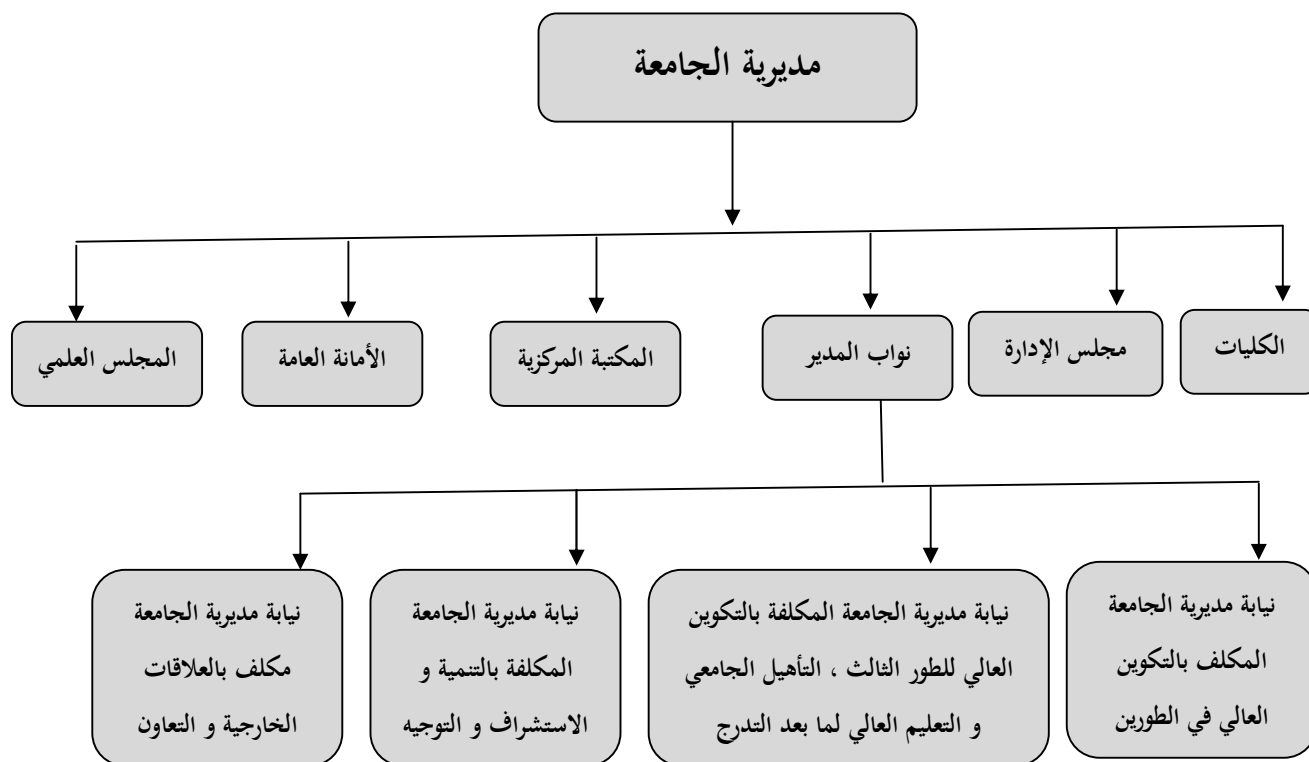 مديرية الجامعة
الكليات
مجلس الإدارة
نواب المدير
المكتبة المركزية
الأمانة العامة
المجلس العلمي
نيابة مديرية الجامعة
المكلف بالتكوين
العالي في الطورين
نيابة مديرية الجامعة المكلفة بالتكوين
العالي للطور الثالث ، التأهيل الجامعي
و التعليم العالي لما بعد التدرج
نيابة مديرية الجامعة
المكلفة بالتنمية و
الاستشراف و التوجيه
نيابة مديرية الجامعة
مكلف بالعلاقات
الخارجية و التعاون